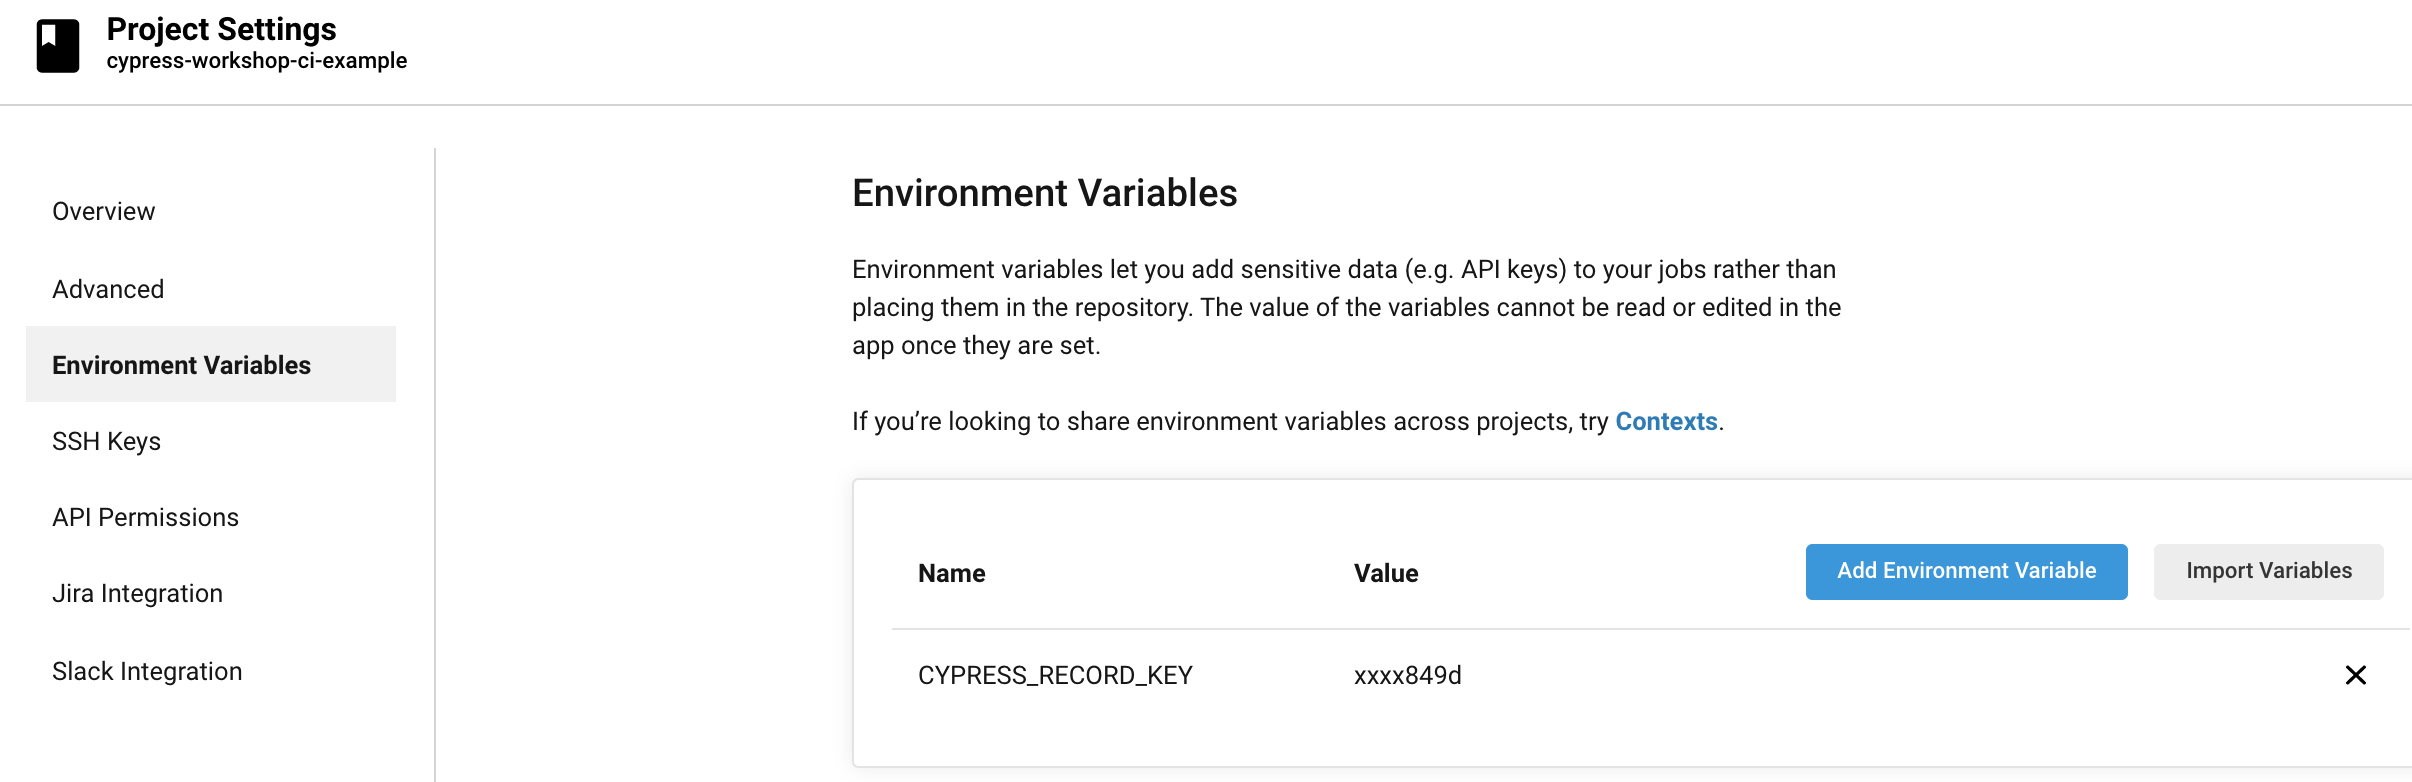 Project Settings
cypress-workshop-ci-example
Overview
Advanced
Environment Variables
SSH Keys
API Permissions
Jira Integration
Slack Integration
Environment Variables
Environment variables let you add sensitive data (e.g. API keys) to your jobs rather than
placing them in the repository. The value of the variables cannot be read or edited in the
app once they are set.
If you’re looking to share environment variables across projects, try Contexts.
Name Value Add Environment Variable Import Variables
CYPRESS_RECORD_KEY xxxx849d